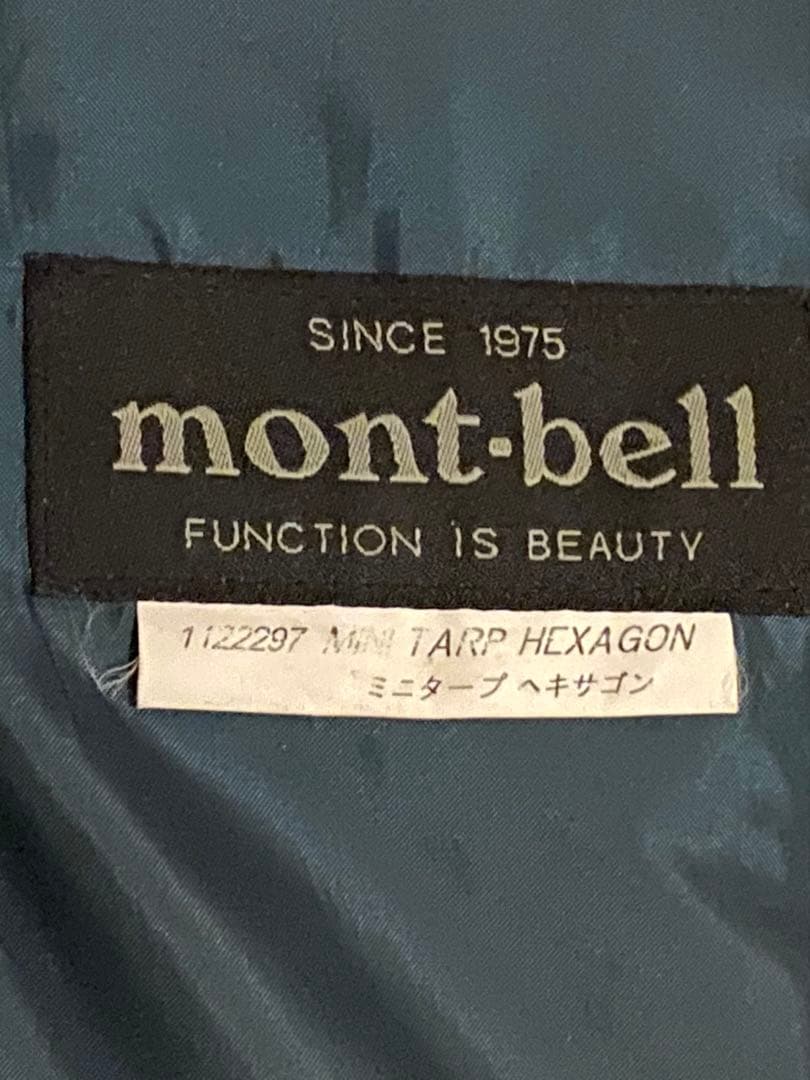 SINCE 1975
mont-bell
FUNCTION IS BEAUTY
1122297 MINI TARP HEXAGON
ミニタープ ヘキサゴン